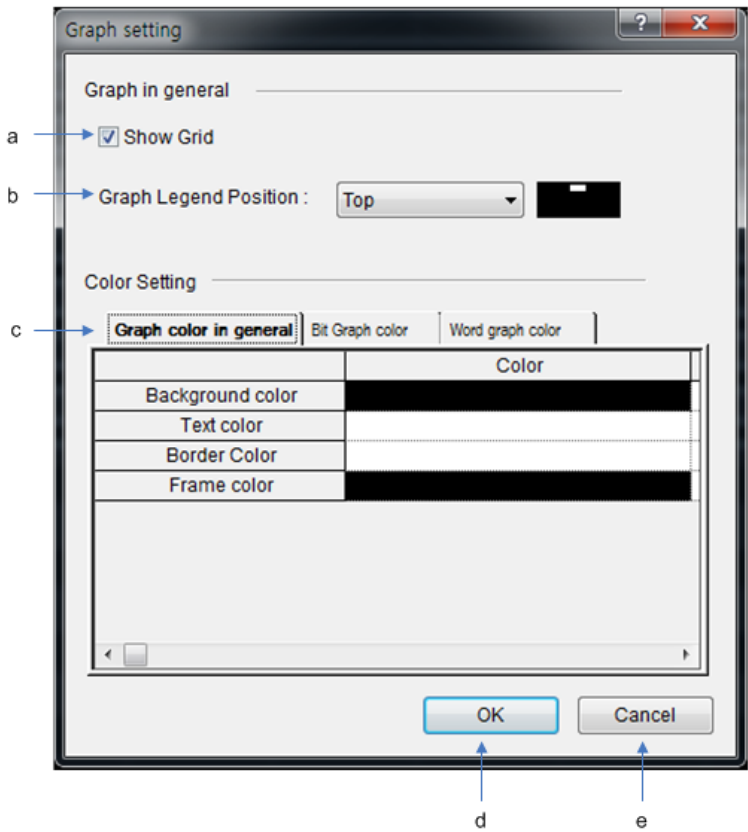 Graph setting
?
Graph in general
a
Show Grid
b
Graph Legend Position :
Top
Color Setting
c
Graph color in general
Bit Graph color
Word graph color
Color
Background color
Text color
Border Color
Frame color
OK
Cancel
d
e